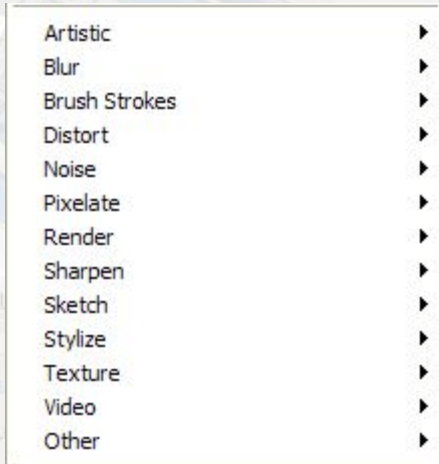 Artistic
Blur
Brush Strokes
Distort
Noise
Pixelate
Render
Sharpen
Sketch
Stylize
Texture
Video
Other